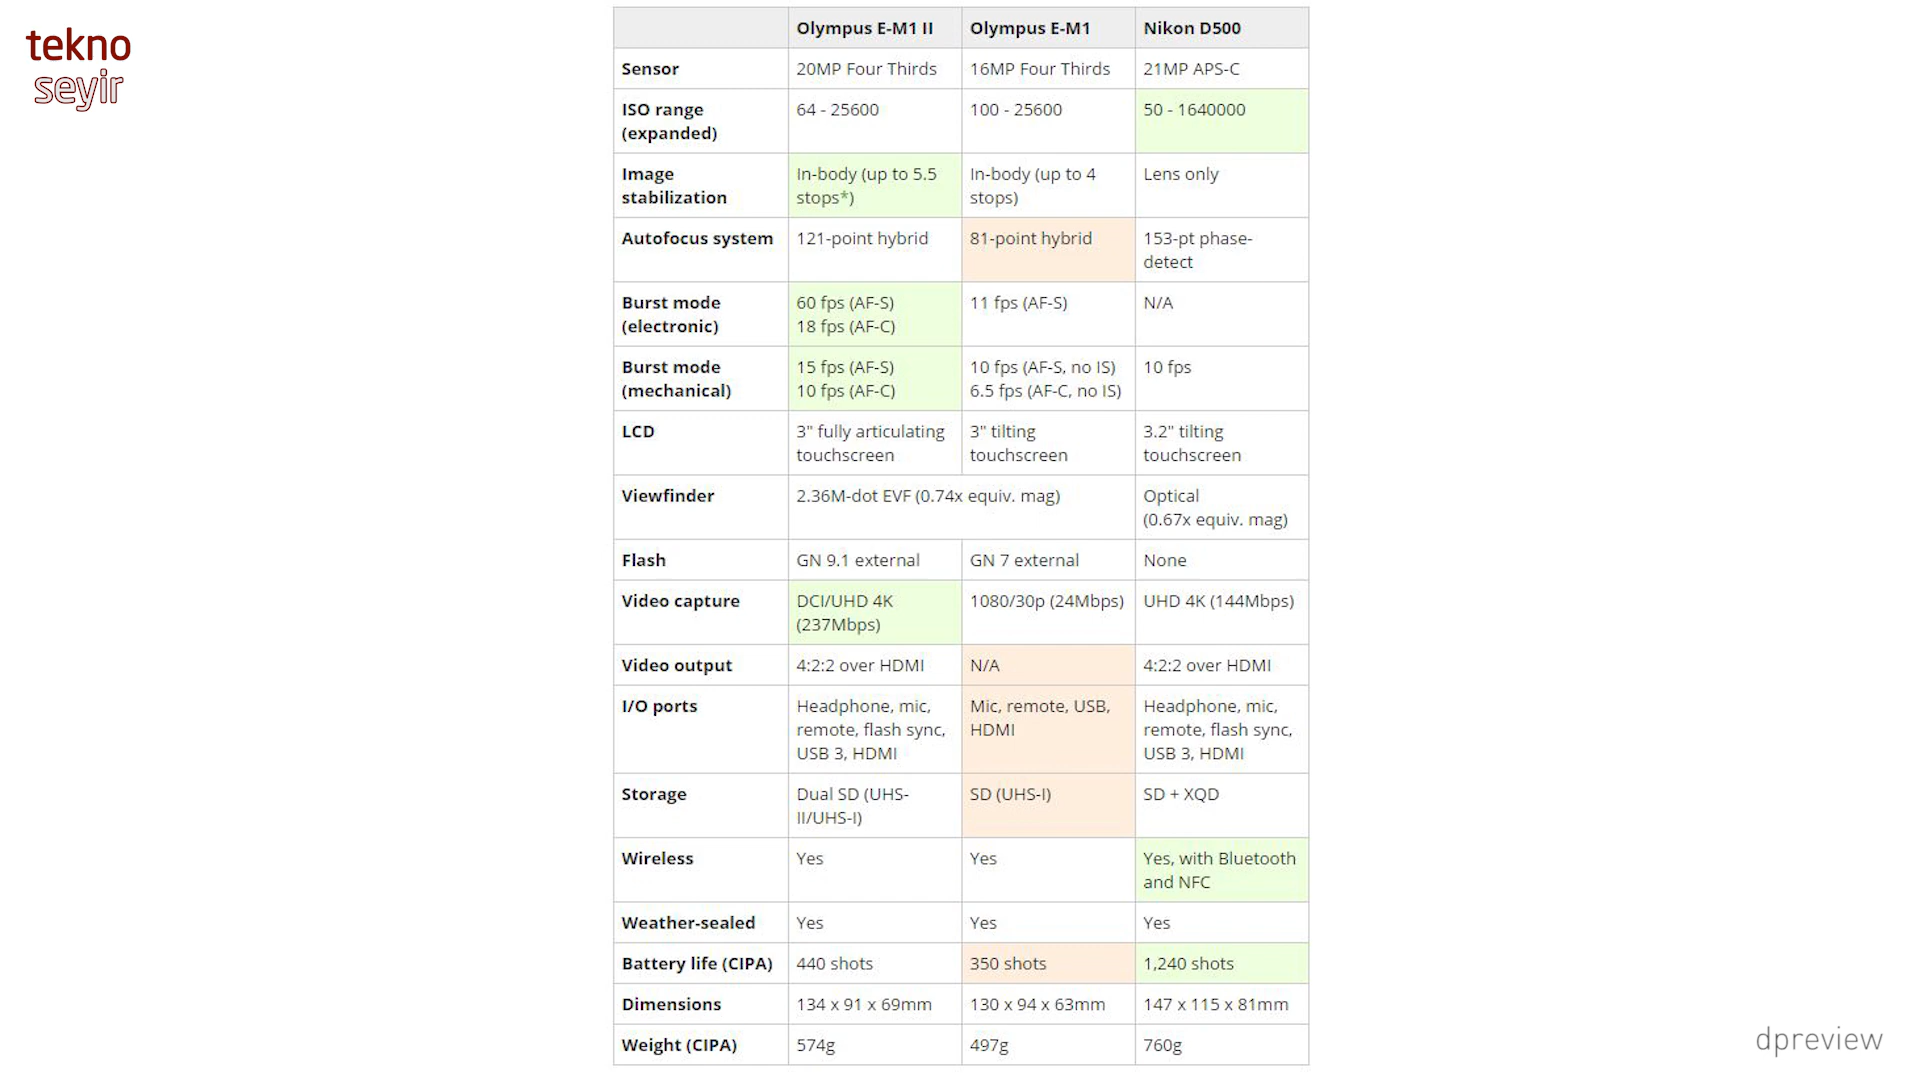 tekno
seyir
Olympus E-M1 II Olympus E-M1 Nikon D500
Sensor 20MP Four Thirds 16MP Four Thirds 21MP APS-C
ISO range (expanded) 64 - 25600 100 - 25600 50 - 1640000
Image stabilization In-body (up to 5.5 stops*) In-body (up to 4 stops) Lens only
Autofocus system 121-point hybrid 81-point hybrid 153-pt phase-detect
Burst mode (electronic) 60 fps (AF-S) 18 fps (AF-C) 11 fps (AF-S) N/A
Burst mode (mechanical) 15 fps (AF-S) 10 fps (AF-C) 10 fps (AF-S, no IS) 6.5 fps (AF-C, no IS) 10 fps
LCD 3" fully articulating touchscreen 3" tilting touchscreen 3.2" tilting touchscreen
Viewfinder 2.36M-dot EVF (0.74x equiv. mag) Optical (0.67x equiv. mag)
Flash GN 9.1 external GN 7 external None
Video capture DCI/UHD 4K (237Mbps) 1080/30p (24Mbps) UHD 4K (144Mbps)
Video output 4:2:2 over HDMI N/A 4:2:2 over HDMI
I/O ports Headphone, mic, remote, flash sync, USB 3, HDMI Mic, remote, USB, HDMI Headphone, mic, remote, flash sync, USB 3, HDMI
Storage Dual SD (UHS-II/UHS-I) SD (UHS-I) SD + XQD
Wireless Yes Yes Yes, with Bluetooth and NFC
Weather-sealed Yes Yes Yes
Battery life (CIPA) 440 shots 350 shots 1,240 shots
Dimensions 134 x 91 x 69mm 130 x 94 x 63mm 147 x 115 x 81mm
Weight (CIPA) 574g 497g 760g
dpreview